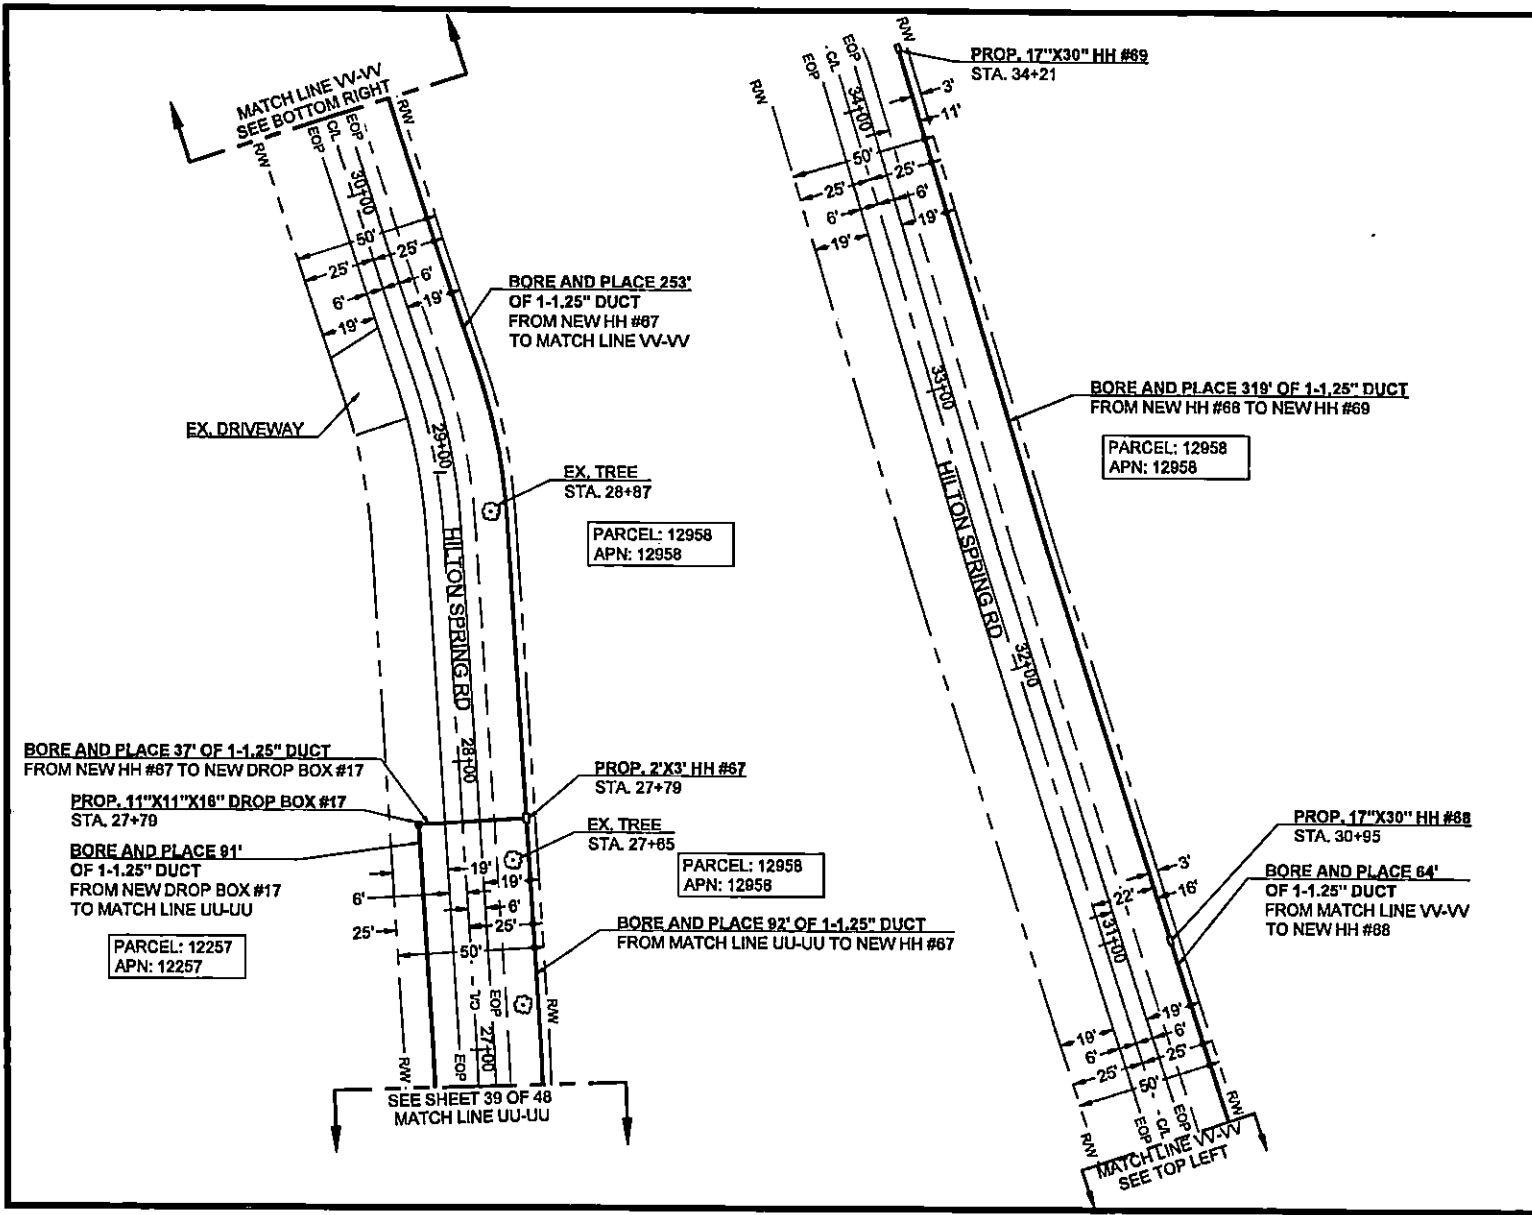 MATCH LINE VV-VV
SEE BOTTOM RIGHT
R/W
EOP
C/L
EOP
R/W
30+00
50'
25'
25'
6'
6'
19'
19'
BORE AND PLACE 253'
OF 1-1.25" DUCT
FROM NEW HH #67
TO MATCH LINE VV-VV
EX. DRIVEWAY
29+00
EX. TREE
STA. 28+87
PARCEL: 12958
APN: 12958
HILTON SPRING RD
28+00
BORE AND PLACE 37' OF 1-1.25" DUCT
FROM NEW HH #67 TO NEW DROP BOX #17
PROP. 2'X3' HH #67
STA. 27+79
PROP. 11"X11"X16" DROP BOX #17
STA. 27+79
EX. TREE
STA. 27+65
BORE AND PLACE 91'
OF 1-1.25" DUCT
FROM NEW DROP BOX #17
TO MATCH LINE UU-UU
PARCEL: 12958
APN: 12958
19'
19'
6'
6'
25'
25'
50'
BORE AND PLACE 92' OF 1-1.25" DUCT
FROM MATCH LINE UU-UU TO NEW HH #67
PARCEL: 12257
APN: 12257
27+00
R/W
EOP
C/L
EOP
R/W
SEE SHEET 39 OF 48
MATCH LINE UU-UU
R/W
EOP
C/L
EOP
R/W
PROP. 17"X30" HH #69
STA. 34+21
3'
11'
34+00
50'
25'
25'
6'
6'
19'
19'
33+00
BORE AND PLACE 319' OF 1-1.25" DUCT
FROM NEW HH #68 TO NEW HH #69
PARCEL: 12958
APN: 12958
HILTON SPRING RD
32+00
PROP. 17"X30" HH #68
STA. 30+95
3'
22'
16'
BORE AND PLACE 64'
OF 1-1.25" DUCT
FROM MATCH LINE VV-VV
TO NEW HH #68
31+00
19'
19'
6'
6'
25'
25'
50'
R/W
EOP
C/L
EOP
R/W
MATCH LINE VV-VV
SEE TOP LEFT